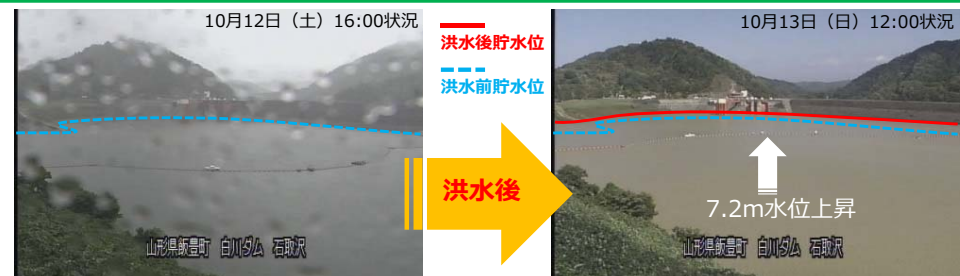 10月12日（土）16:00状況
山形県飯豊町 白川ダム 石取沢
洪水後貯水位
洪水前貯水位
洪水後
10月13日（日）12:00状況
7.2m水位上昇
山形県飯豊町 白川ダム 石取沢